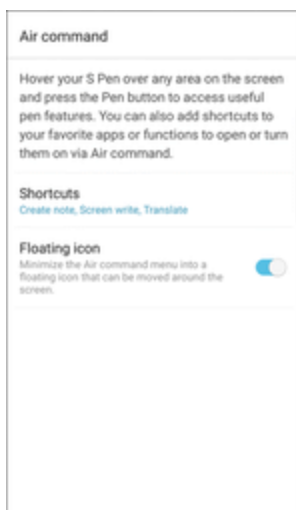 Air command
Hover your S Pen over any area on the screen
and press the Pen button to access useful
pen features. You can also add shortcuts to
your favorite apps or functions to open or turn
them on via Air command.
Shortcuts
Create note, Screen write, Translate
Floating icon
Minimize the Air command menu into a
floating icon that can be moved around the
screen.